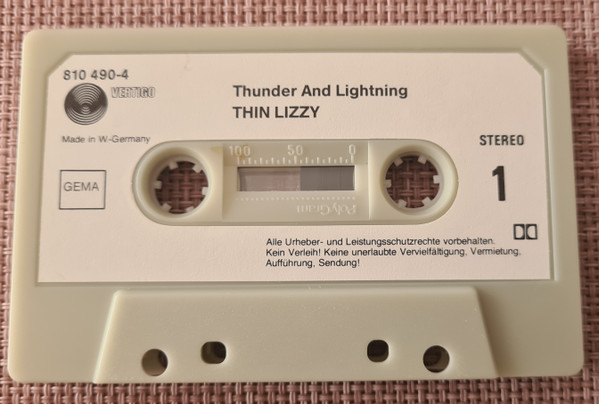 810 490-4
VERTIGO
Thunder And Lightning
THIN LIZZY
Made in W.-Germany
STEREO
100 50 0
GEMA
1
PolyGram
Alle Urheber- und Leistungsschutzrechte vorbehalten.
Kein Verleih! Keine unerlaubte Vervielfältigung, Vermietung,
Aufführung, Sendung!